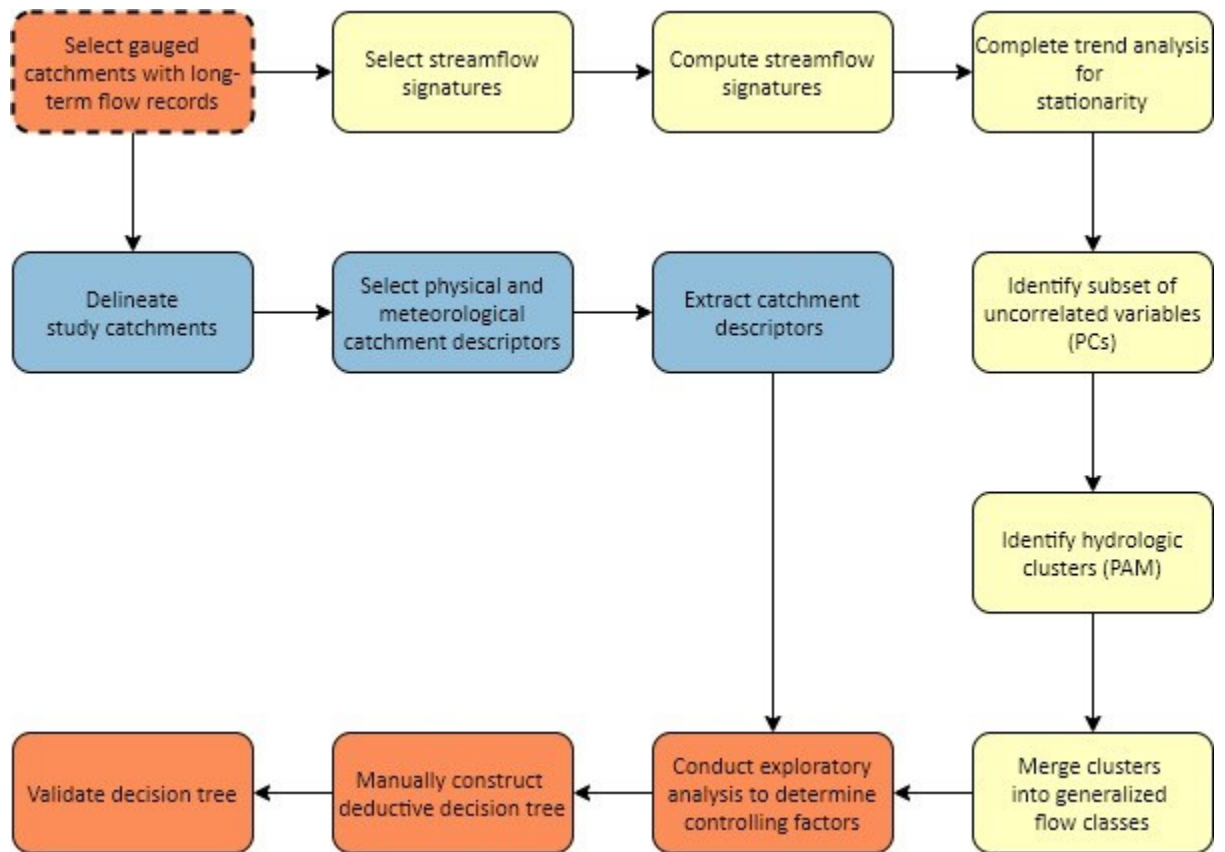 Select gauged
catchments with long-
term flow records
Select streamflow
signatures
Compute streamflow
signatures
Complete trend analysis
for
stationarity
Delineate
study catchments
Select physical and
meteorological
catchment descriptors
Extract catchment
descriptors
Identify subset of
uncorrelated variables
(PCs)
Identify hydrologic
clusters (PAM)
Validate decision tree
Manually construct
deductive decision tree
Conduct exploratory
analysis to determine
controlling factors
Merge clusters
into generalized
flow classes